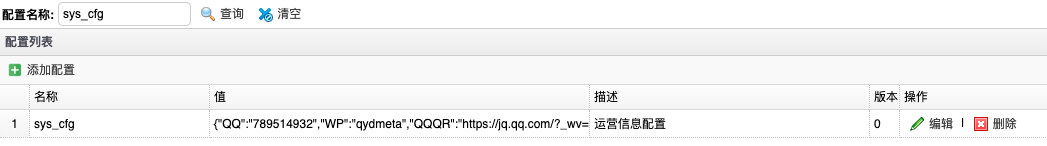 配置名称: sys_cfg 查询 清空
配置列表
添加配置
名称 值 描述 版本 操作
1 sys_cfg {"QQ":"789514932","WP":"qydmeta","QQQR":"https://jq.qq.com/?_wv= 运营信息配置 0 编辑 | 删除